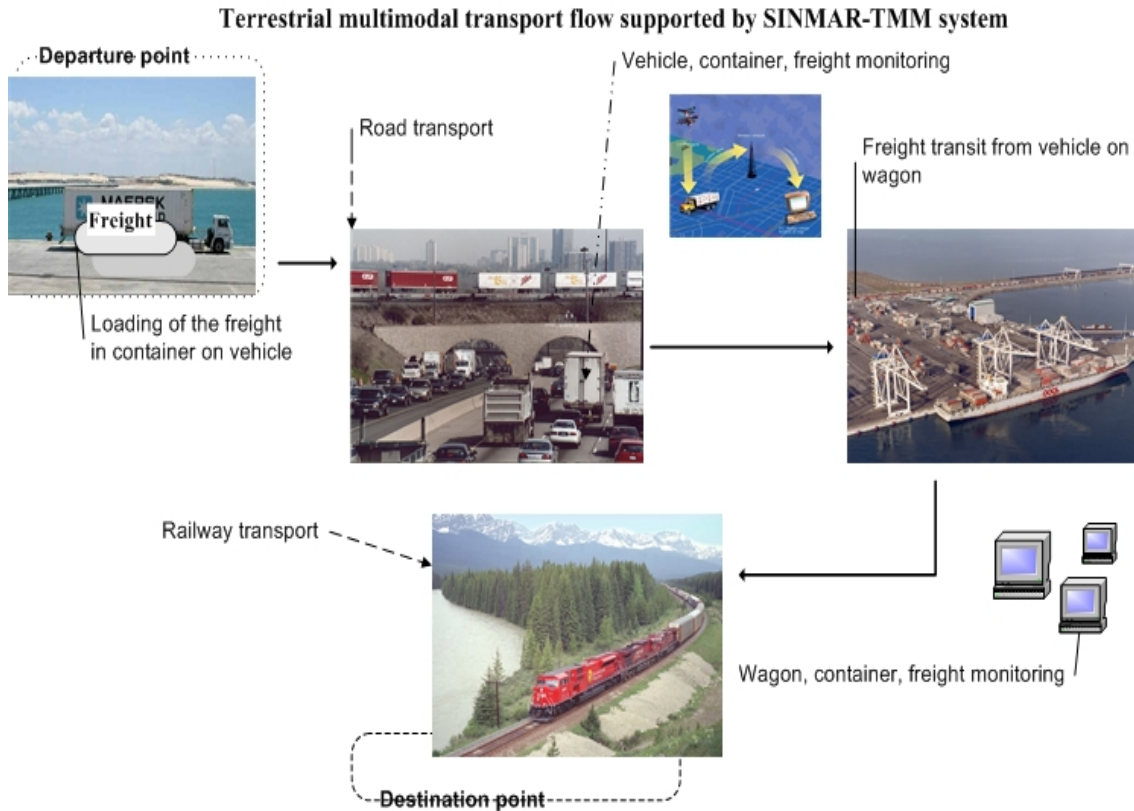 Terrestrial multimodal transport flow supported by SINMAR-TMM system
Departure point
Vehicle, container, freight monitoring
Road transport
Freight transit from vehicle on
wagon
MAERSK
Freight
Loading of the freight
in container on vehicle
Railway transport
Wagon, container, freight monitoring
Destination point